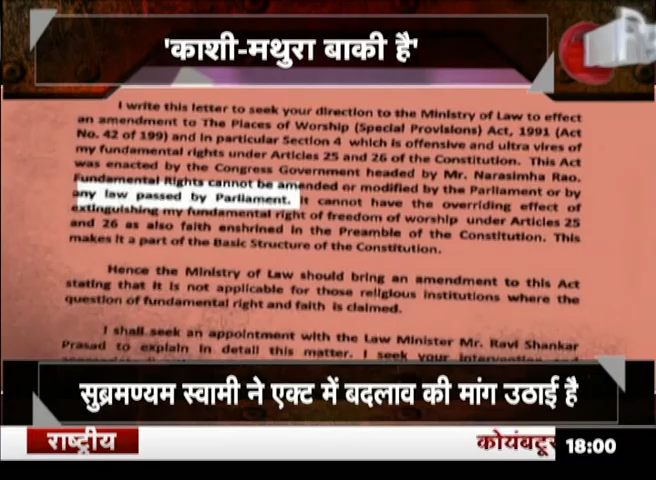 'काशी-मथुरा बाकी है'
I write this letter to seek your direction to the Ministry of Law to effect
an amendment to The Places of Worship (Special Provisions) Act, 1991 (Act
No. 42 of 199) and in particular Section 4 which is offensive and ultra vires of
my fundamental rights under Articles 25 and 26 of the Constitution. This Act
was enacted by the Congress Government headed by Mr. Narasimha Rao.
Fundamental Rights cannot be amended or modified by the Parliament or by
any law passed by Parliament. It cannot have the overriding effect of
extinguishing my fundamental right of freedom of worship under Articles 25
and 26 as also faith enshrined in the Preamble of the Constitution. This
makes it a part of the Basic Structure of the Constitution.
Hence the Ministry of Law should bring an amendment to this Act
stating that it is not applicable for those religious institutions where the
question of fundamental right and faith is claimed.
I shall seek an appointment with the Law Minister Mr. Ravi Shankar
Prasad to explain in detail this matter. I seek your intervention and
सुब्रमण्यम स्वामी ने एक्ट में बदलाव की मांग उठाई है
राष्ट्रीय कोयंबटूर 18:00